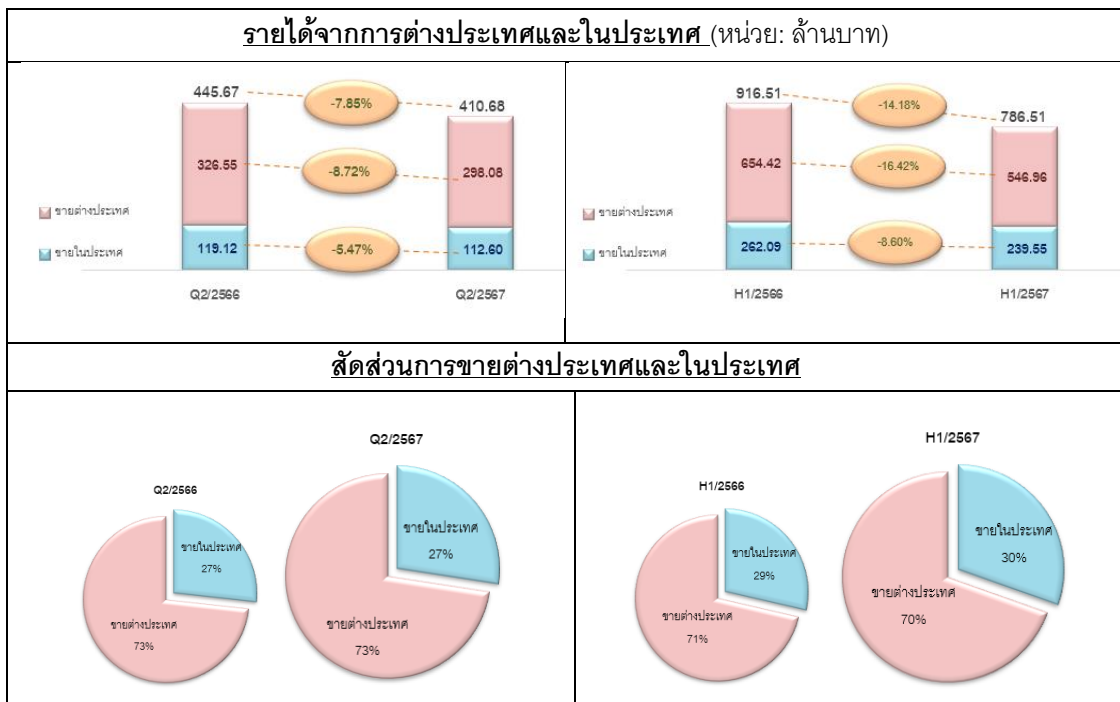 รายได้จากการต่างประเทศและในประเทศ (หน่วย: ล้านบาท)
445.67
-7.85%
410.68
326.55
-8.72%
298.08
ขายต่างประเทศ
ขายในประเทศ
119.12
-5.47%
112.60
Q2/2566
Q2/2567
916.51
-14.18%
786.51
654.42
-16.42%
546.96
ขายต่างประเทศ
ขายในประเทศ
262.09
-8.60%
239.55
H1/2566
H1/2567
สัดส่วนการขายต่างประเทศและในประเทศ
Q2/2566
ขายในประเทศ
27%
ขายต่างประเทศ
73%
Q2/2567
ขายในประเทศ
27%
ขายต่างประเทศ
73%
H1/2566
ขายในประเทศ
29%
ขายต่างประเทศ
71%
H1/2567
ขายในประเทศ
30%
ขายต่างประเทศ
70%